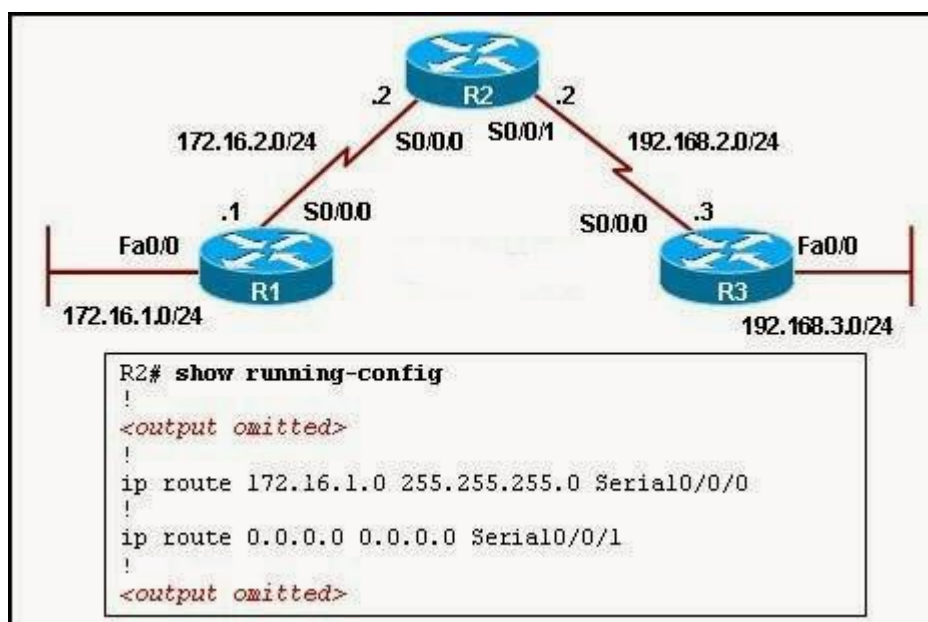 R2
.2
.2
172.16.2.0/24
S0/0/0
S0/0/1
192.168.2.0/24
.1
S0/0/0
S0/0/0
.3
Fa0/0
Fa0/0
R1
R3
172.16.1.0/24
192.168.3.0/24
R2# show running-config
!
<output omitted>
!
ip route 172.16.1.0 255.255.255.0 Serial0/0/0
!
ip route 0.0.0.0 0.0.0.0 Serial0/0/1
!
<output omitted>